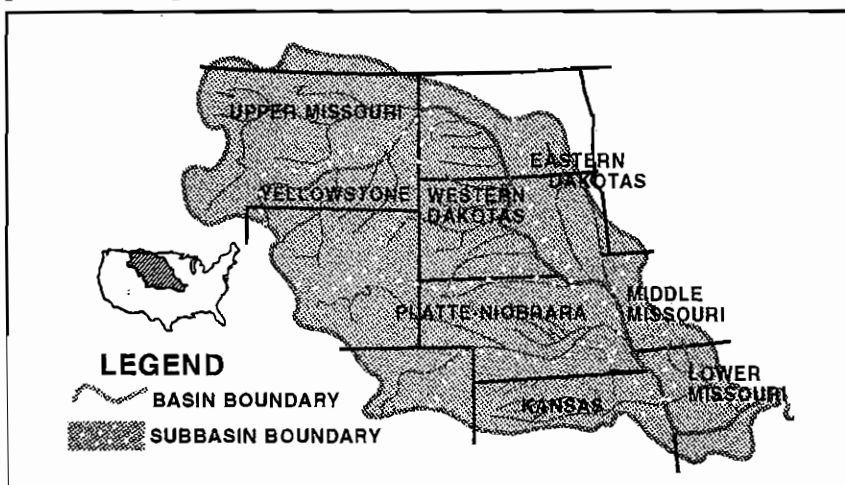 UPPER MISSOURI
EASTERN
DAKOTAS
YELLOWSTONE
WESTERN
DAKOTAS
PLATTE-NIOBRARA
MIDDLE
MISSOURI
LOWER
MISSOURI
KANSAS
LEGEND
BASIN BOUNDARY
SUBBASIN BOUNDARY